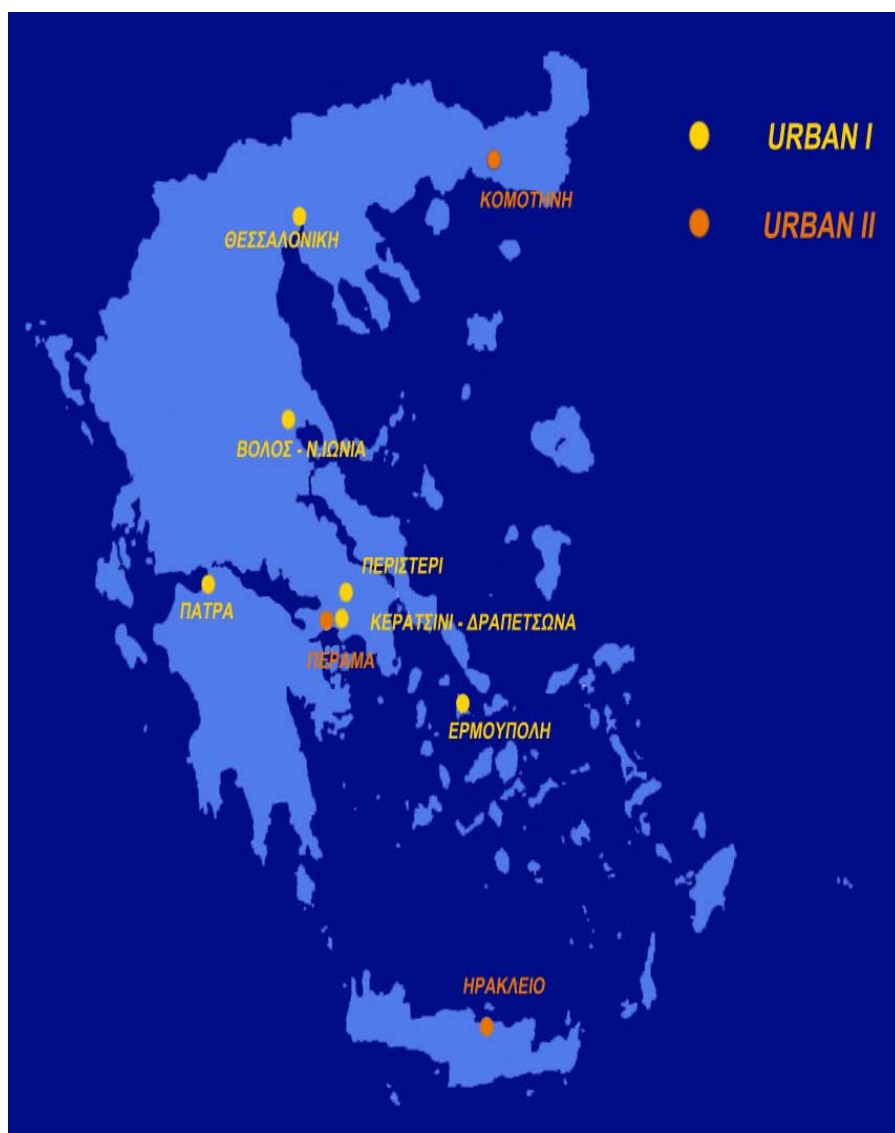 URBAN I
ΚΟΜΟΤΗΝΗ
URBAN II
ΘΕΣΣΑΛΟΝΙΚΗ
ΒΟΛΟΣ - Ν.ΙΩΝΙΑ
ΠΕΡΙΣΤΕΡΙ
ΠΑΤΡΑ
ΚΕΡΑΤΣΙΝΙ - ΔΡΑΠΕΤΣΩΝΑ
ΠΕΡΑΜΑ
ΕΡΜΟΥΠΟΛΗ
ΗΡΑΚΛΕΙΟ